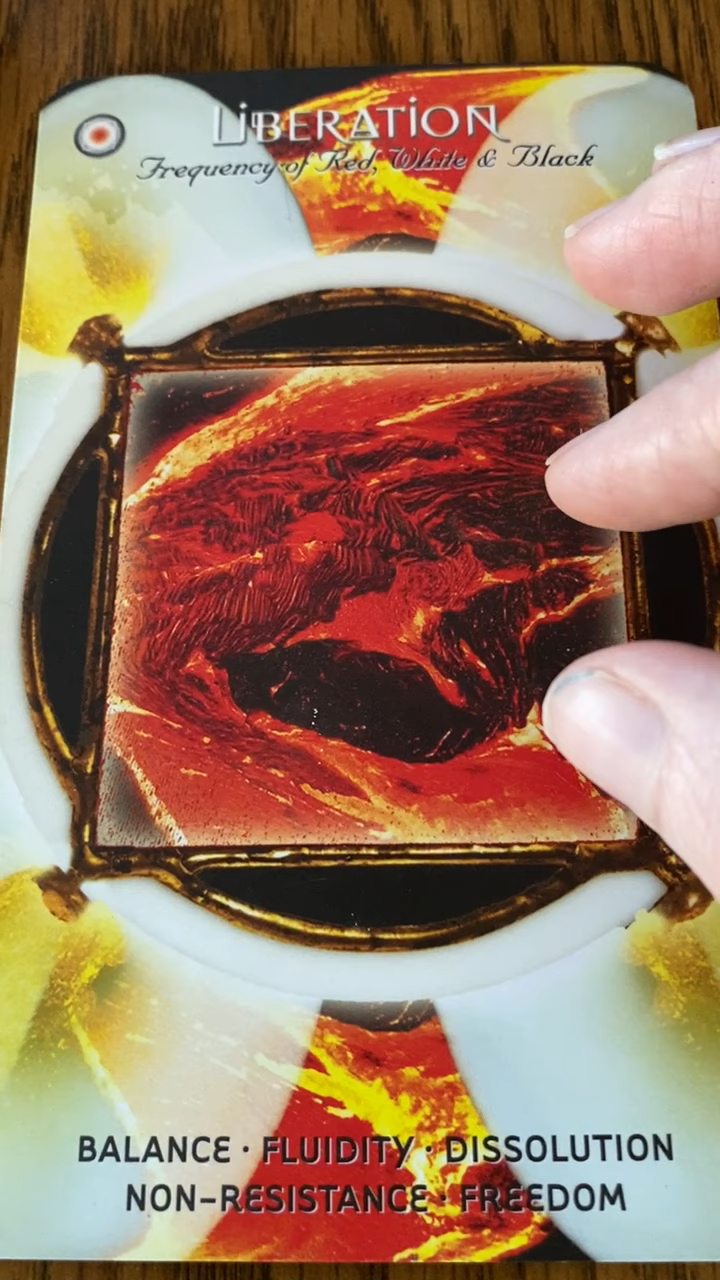 LIBERATION
Frequency of Red, White & Black
BALANCE · FLUIDITY · DISSOLUTION
NON-RESISTANCE · FREEDOM